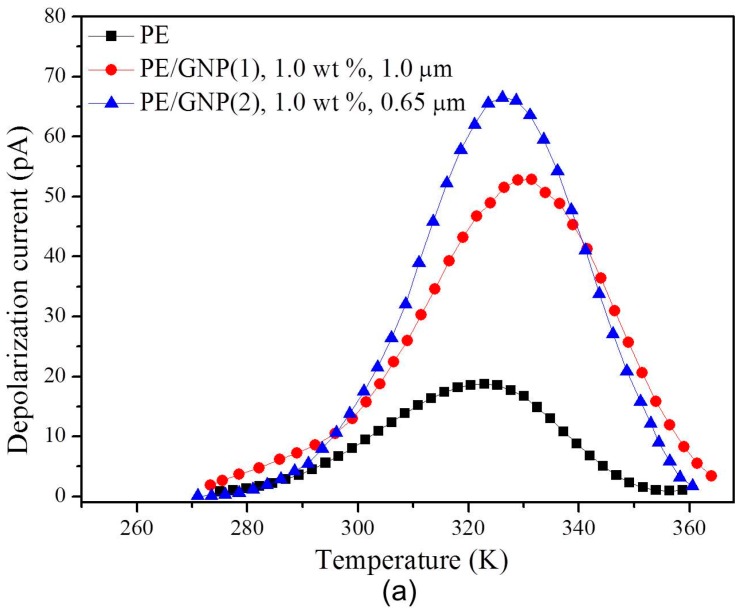 80
70
60
50
40
30
20
10
0
Depolarization current (pA)
PE
PE/GNP(1), 1.0 wt %, 1.0 μm
PE/GNP(2), 1.0 wt %, 0.65 μm
260 280 300 320 340 360
Temperature (K)
(a)